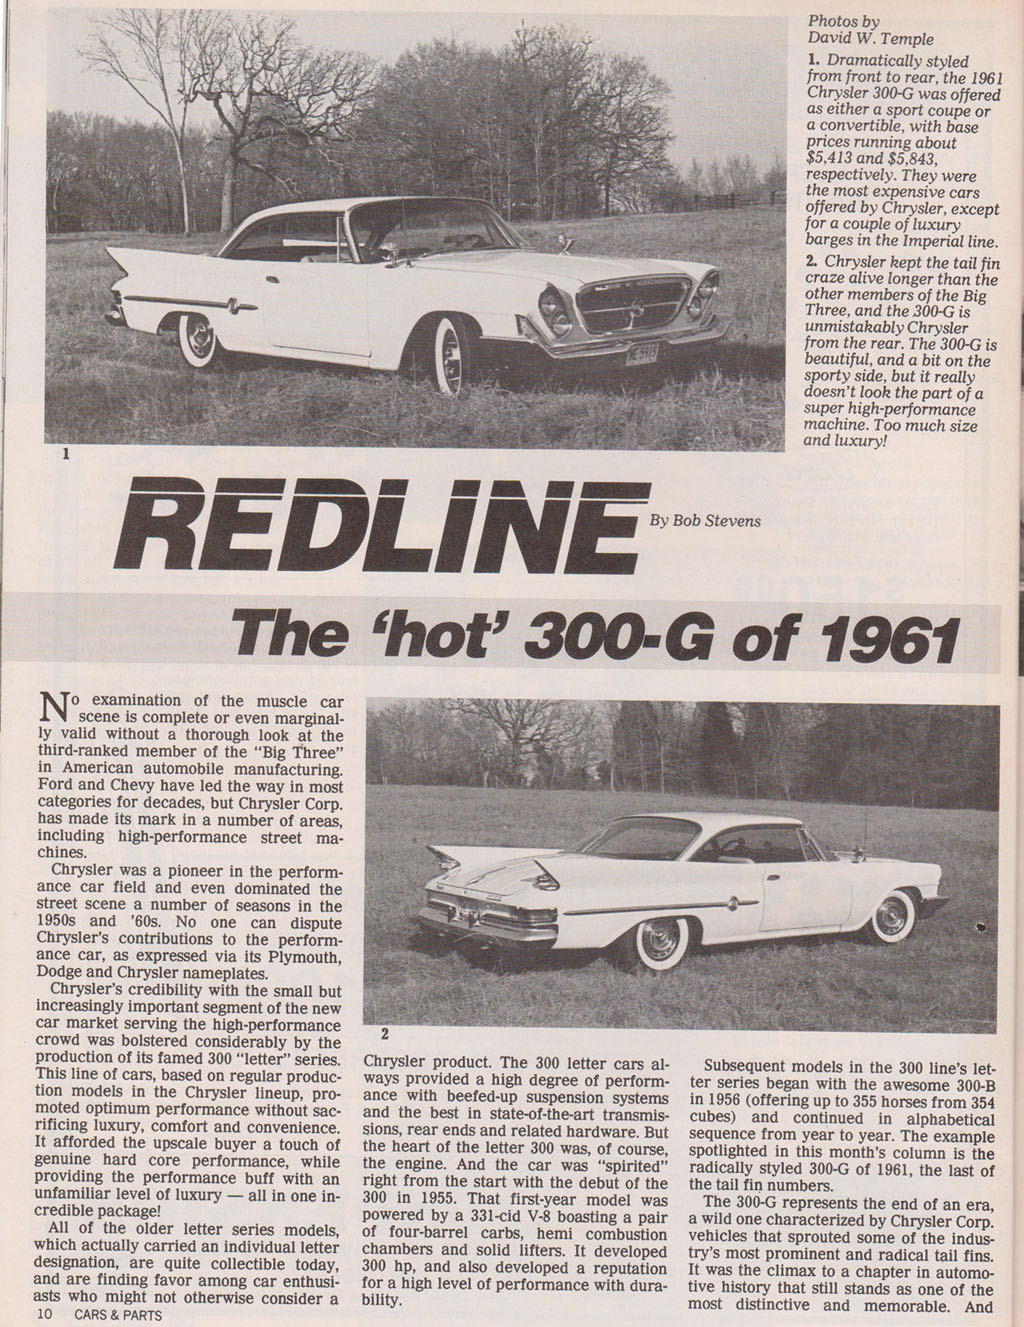 Photos by
David W. Temple
1. Dramatically styled
from front to rear, the 1961
Chrysler 300-G was offered
as either a sport coupe or
a convertible, with base
prices running about
$5,413 and $5,843,
respectively. They were
the most expensive cars
offered by Chrysler, except
for a couple of luxury
barges in the Imperial line.
2. Chrysler kept the tail fin
craze alive longer than the
other members of the Big
Three, and the 300-G is
unmistakably Chrysler
from the rear. The 300-G is
beautiful, and a bit on the
sporty side, but it really
doesn't look the part of a
super high-performance
machine. Too much size
and luxury!
1
REDLINE
By Bob Stevens
The 'hot' 300-G of 1961
No examination of the muscle car
scene is complete or even marginal-
ly valid without a thorough look at the
third-ranked member of the "Big Three"
in American automobile manufacturing.
Ford and Chevy have led the way in most
categories for decades, but Chrysler Corp.
has made its mark in a number of areas,
including high-performance street ma-
chines.
Chrysler was a pioneer in the perform-
ance car field and even dominated the
street scene a number of seasons in the
1950s and '60s. No one can dispute
Chrysler's contributions to the perform-
ance car, as expressed via its Plymouth,
Dodge and Chrysler nameplates.
Chrysler's credibility with the small but
increasingly important segment of the new
car market serving the high-performance
crowd was bolstered considerably by the
production of its famed 300 "letter" series.
This line of cars, based on regular produc-
tion models in the Chrysler lineup, pro-
moted optimum performance without sac-
rificing luxury, comfort and convenience.
It afforded the upscale buyer a touch of
genuine hard core performance, while
providing the performance buff with an
unfamiliar level of luxury — all in one in-
credible package!
All of the older letter series models,
which actually carried an individual letter
designation, are quite collectible today,
and are finding favor among car enthusi-
asts who might not otherwise consider a
2
Chrysler product. The 300 letter cars al-
ways provided a high degree of perform-
ance with beefed-up suspension systems
and the best in state-of-the-art transmis-
sions, rear ends and related hardware. But
the heart of the letter 300 was, of course,
the engine. And the car was "spirited"
right from the start with the debut of the
300 in 1955. That first-year model was
powered by a 331-cid V-8 boasting a pair
of four-barrel carbs, hemi combustion
chambers and solid lifters. It developed
300 hp, and also developed a reputation
for a high level of performance with dura-
bility.
Subsequent models in the 300 line's let-
ter series began with the awesome 300-B
in 1956 (offering up to 355 horses from 354
cubes) and continued in alphabetical
sequence from year to year. The example
spotlighted in this month's column is the
radically styled 300-G of 1961, the last of
the tail fin numbers.
The 300-G represents the end of an era,
a wild one characterized by Chrysler Corp.
vehicles that sprouted some of the indus-
try's most prominent and radical tail fins.
It was the climax to a chapter in automo-
tive history that still stands as one of the
most distinctive and memorable. And
10 CARS & PARTS